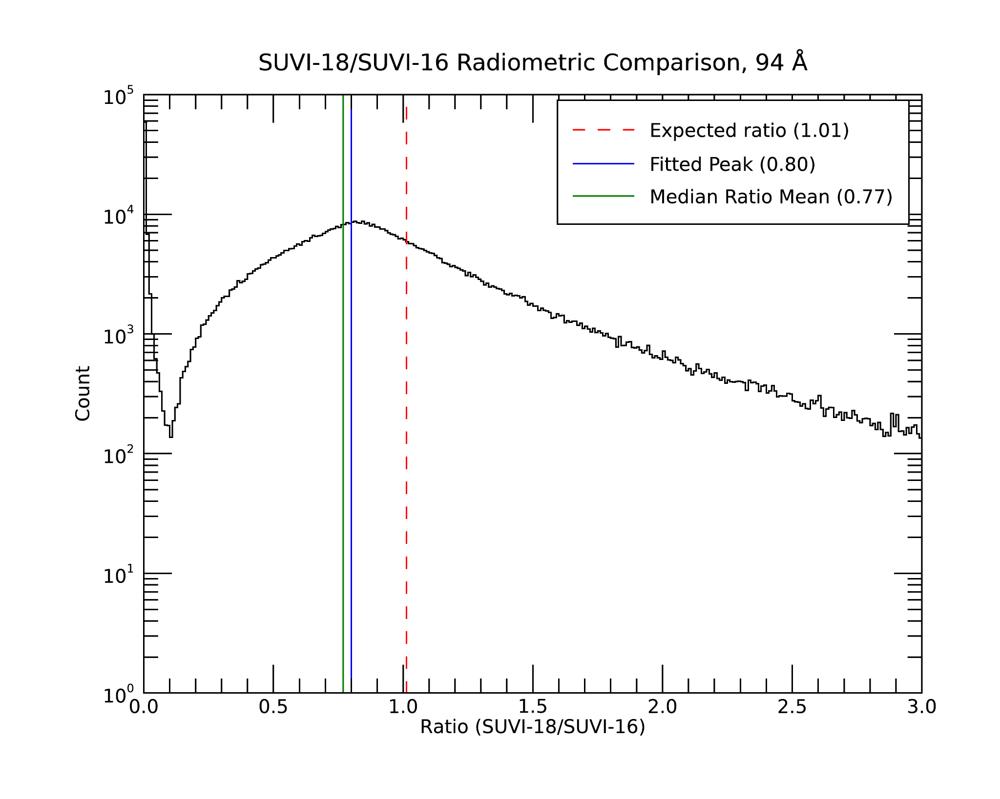 SUVI-18/SUVI-16 Radiometric Comparison, 94 Å
Expected ratio (1.01)
Fitted Peak (0.80)
Median Ratio Mean (0.77)
Count
10^5
10^4
10^3
10^2
10^1
10^0
0.0 0.5 1.0 1.5 2.0 2.5 3.0
Ratio (SUVI-18/SUVI-16)